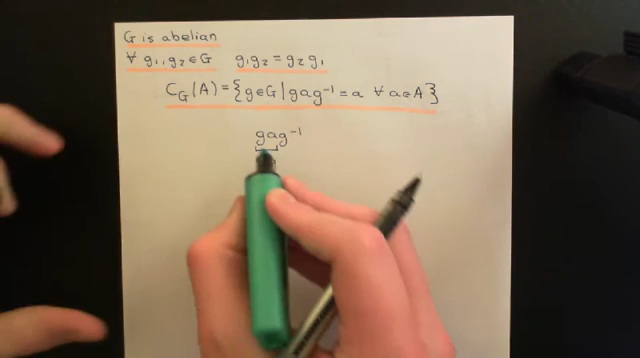 G is abelian
∀ g₁, g₂ ∈ G g₁g₂ = g₂g₁
C_G(A) = {g ∈ G | gag⁻¹ = a ∀ a ∈ A}
gag⁻¹